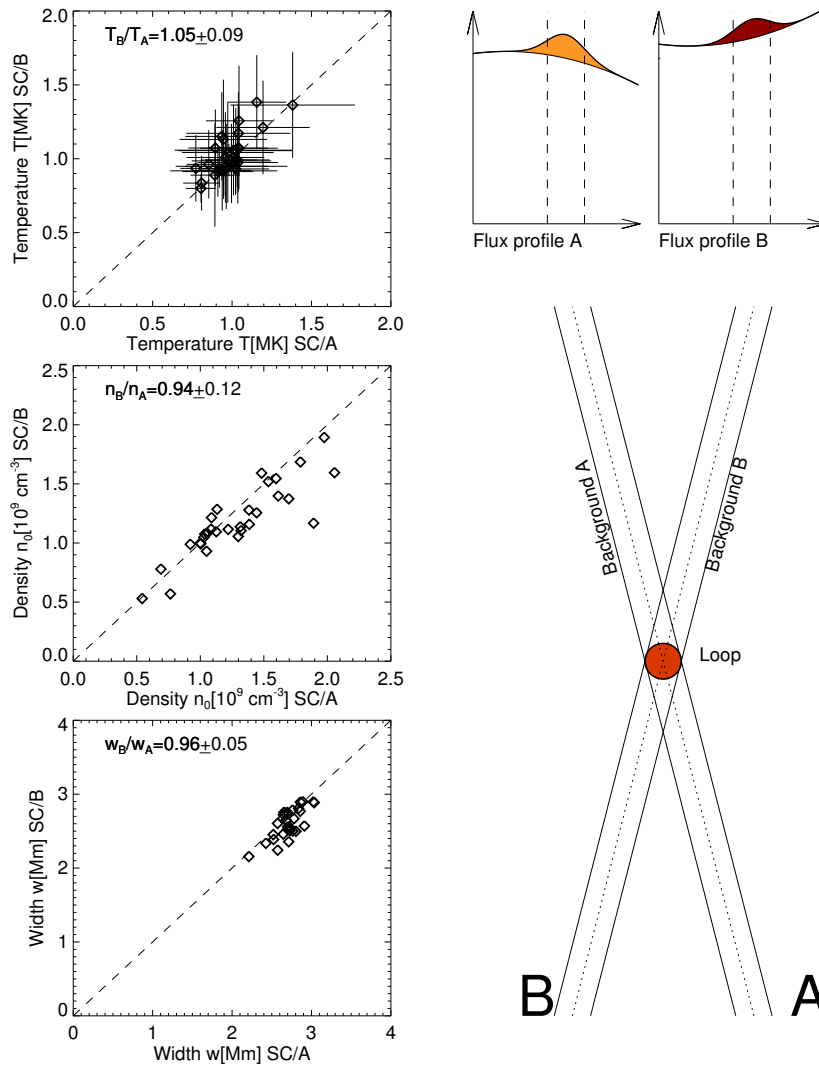 T_B/T_A=1.05±0.09
Temperature T[MK] SC/B
2.0
1.5
1.0
0.5
0.0
0.0 0.5 1.0 1.5 2.0
Temperature T[MK] SC/A
n_B/n_A=0.94±0.12
Density n_0[10^9 cm^-3] SC/B
2.5
2.0
1.5
1.0
0.5
0.0
0.0 0.5 1.0 1.5 2.0 2.5
Density n_0[10^9 cm^-3] SC/A
w_B/w_A=0.96±0.05
Width w[Mm] SC/B
4
3
2
1
0
0 1 2 3 4
Width w[Mm] SC/A
Flux profile A
Flux profile B
Background A
Background B
Loop
B
A